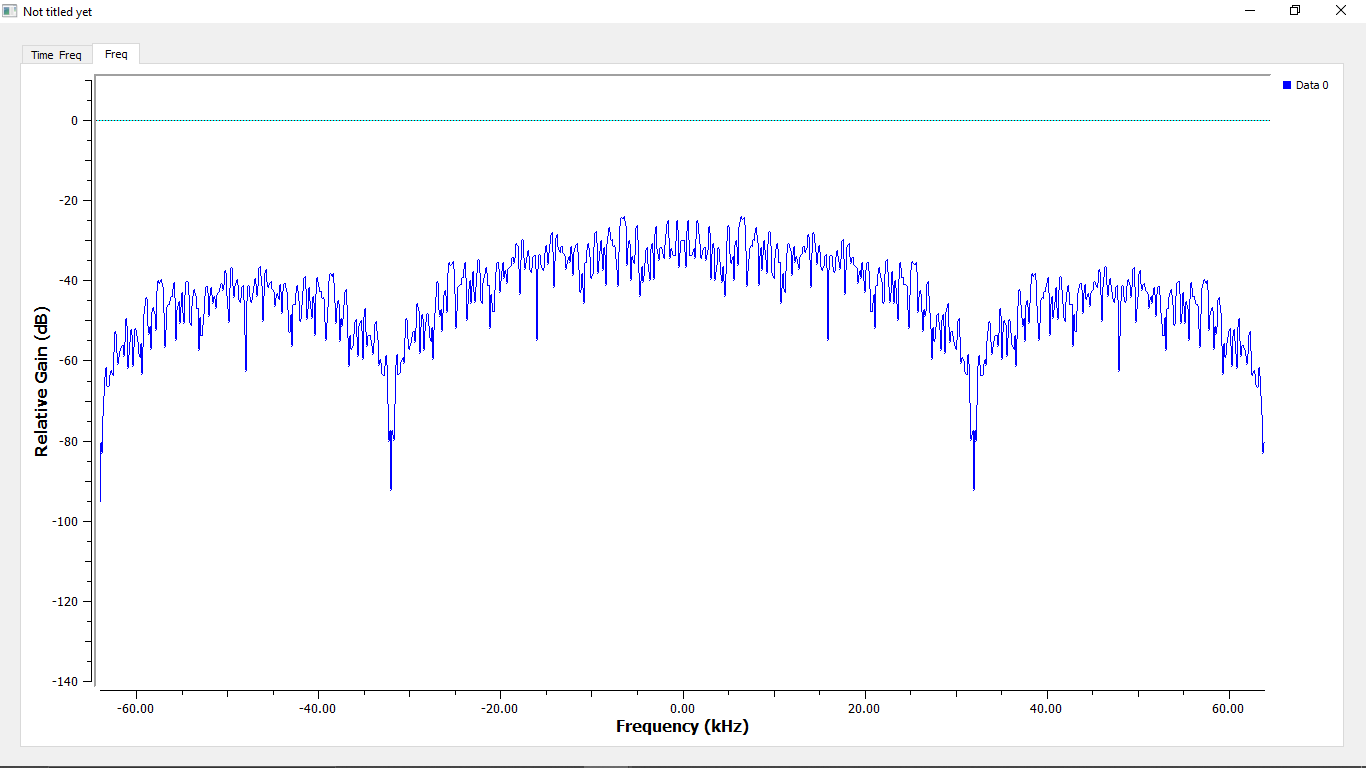 Not titled yet
Time Freq
Freq
Data 0
0
-20
-40
-60
-80
-100
-120
-140
Relative Gain (dB)
-60.00
-40.00
-20.00
0.00
20.00
40.00
60.00
Frequency (kHz)